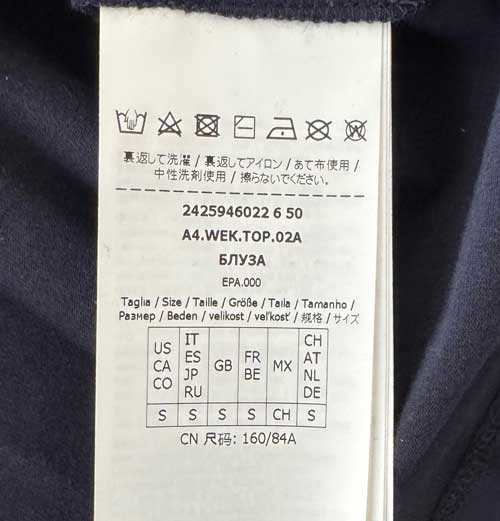 裏返して洗濯 / 裏返してアイロン / あて布使用 /
中性洗剤使用 / 擦らないでください。
2425946022 6 50
A4.WEK.TOP.02A
БЛУЗА
EPA.000
Taglia / Size / Taille / Größe / Talla / Tamanho /
Размер / Beden / velikost / veľkosť / 规格 / サイズ
US CA CO | IT ES JP RU | GB | FR BE | MX | CH AT NL DE
S | S | S | S | CH | S
CN 尺码: 160/84A